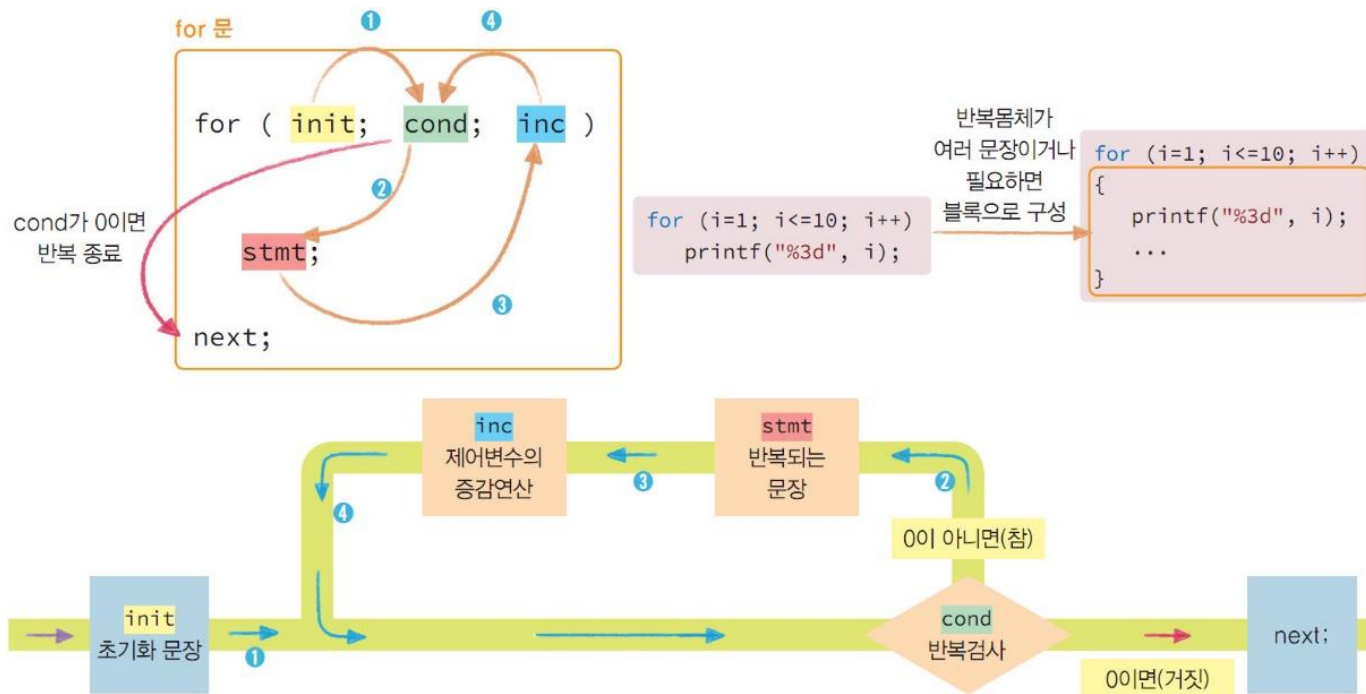 for 문
❶
❹
for ( init; cond; inc )
❷
cond가 0이면
반복 종료
stmt;
❸
next;
for (i=1; i<=10; i++)
printf("%3d", i);
반복몸체가
여러 문장이거나
필요하면
블록으로 구성
for (i=1; i<=10; i++)
{
printf("%3d", i);
...
}
inc
제어변수의
증감연산
❸
stmt
반복되는
문장
❷
❹
0이 아니면(참)
init
초기화 문장
❶
cond
반복검사
0이면(거짓)
next;